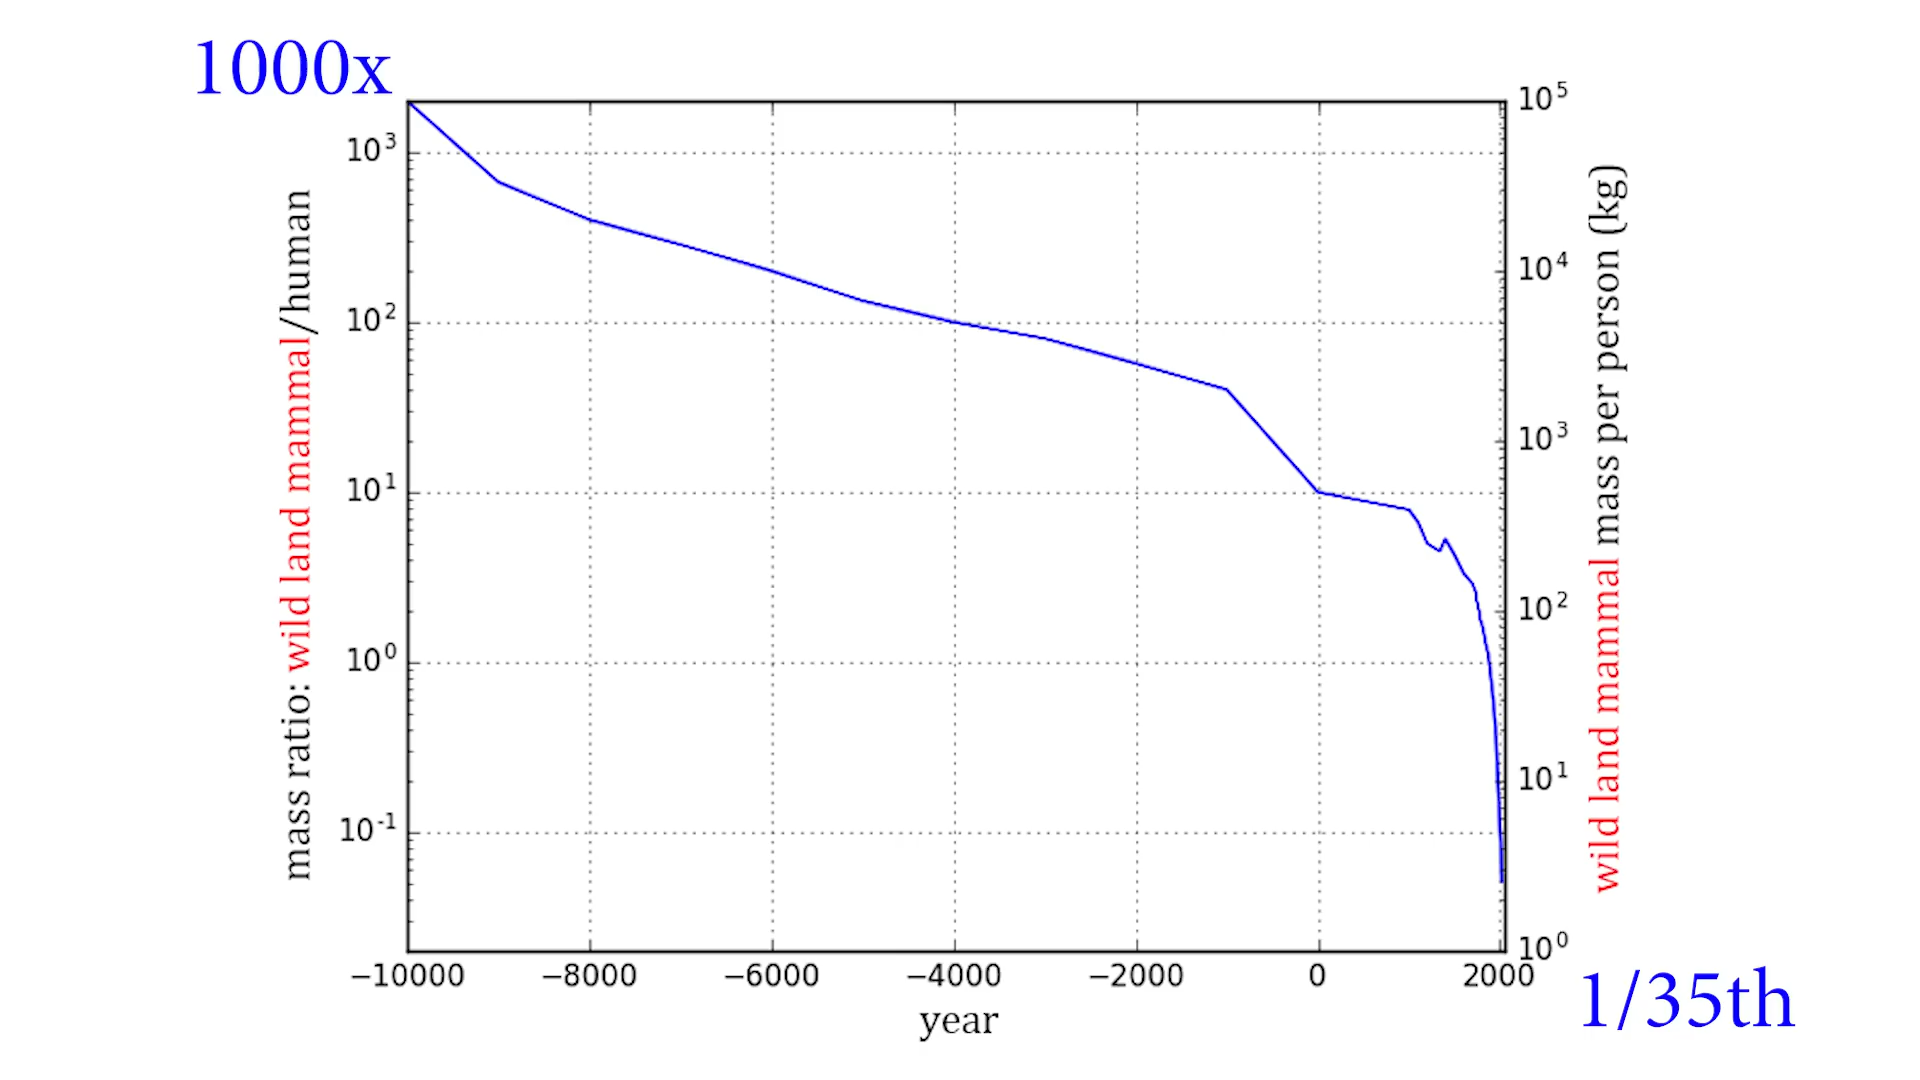 1000x
mass ratio: wild land mammal/human
10³
10²
10¹
10⁰
10⁻¹
10⁵
10⁴
10³
10²
10¹
10⁰
wild land mammal mass per person (kg)
−10000 −8000 −6000 −4000 −2000 0 2000
year
1/35th